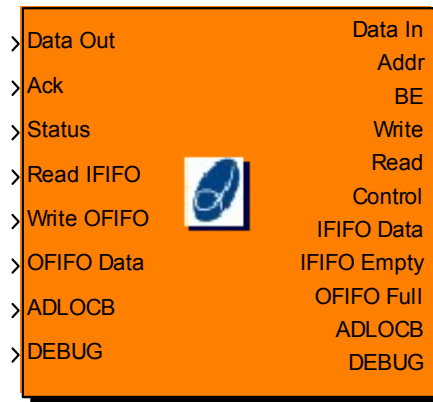 Data Out
Ack
Status
Read IFIFO
Write OFIFO
OFIFO Data
ADLOCB
DEBUG
Data In
Addr
BE
Write
Read
Control
IFIFO Data
IFIFO Empty
OFIFO Full
ADLOCB
DEBUG